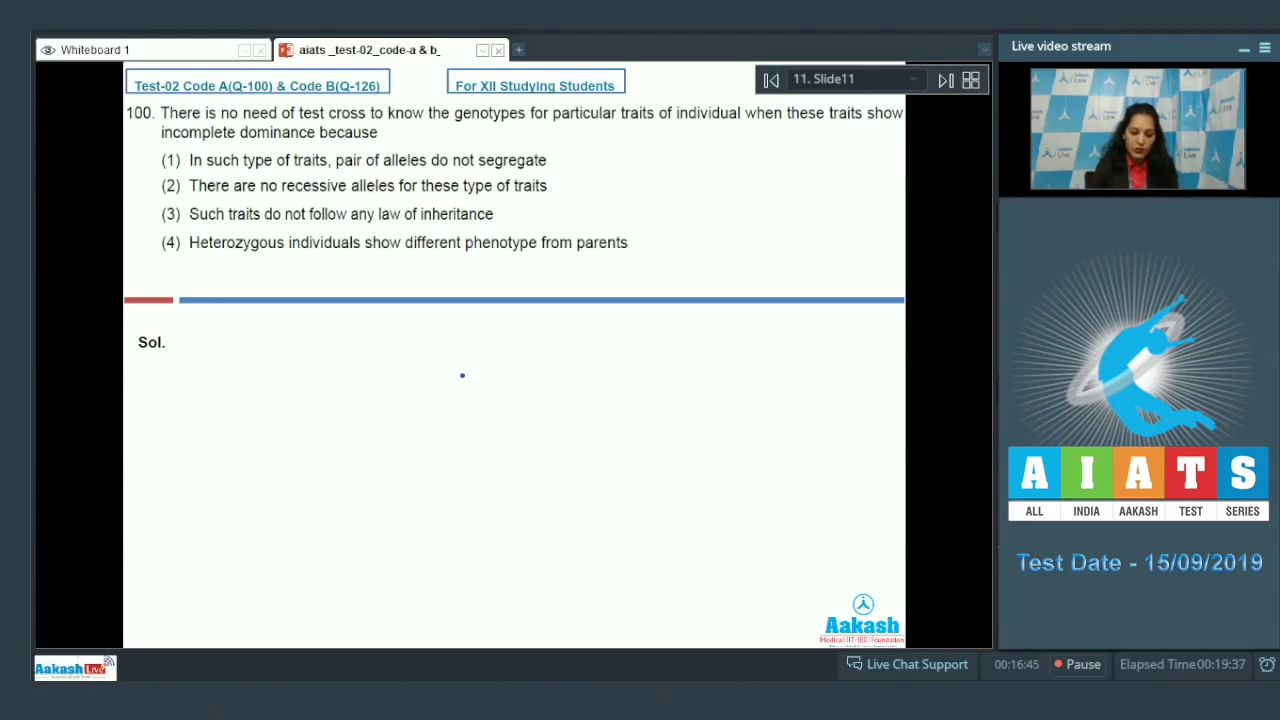 Whiteboard 1
aiats _test-02_code-a & b_
Live video stream
Test-02 Code A(Q-100) & Code B(Q-126)
For XII Studying Students
11. Slide11
100. There is no need of test cross to know the genotypes for particular traits of individual when these traits show
incomplete dominance because
(1) In such type of traits, pair of alleles do not segregate
(2) There are no recessive alleles for these type of traits
(3) Such traits do not follow any law of inheritance
(4) Heterozygous individuals show different phenotype from parents
Sol.
A I A T S
ALL INDIA AAKASH TEST SERIES
Test Date - 15/09/2019
Aakash
Medical|IIT-JEE|Foundation
Aakash Live
Live Chat Support
00:16:45
Pause
Elapsed Time 00:19:37